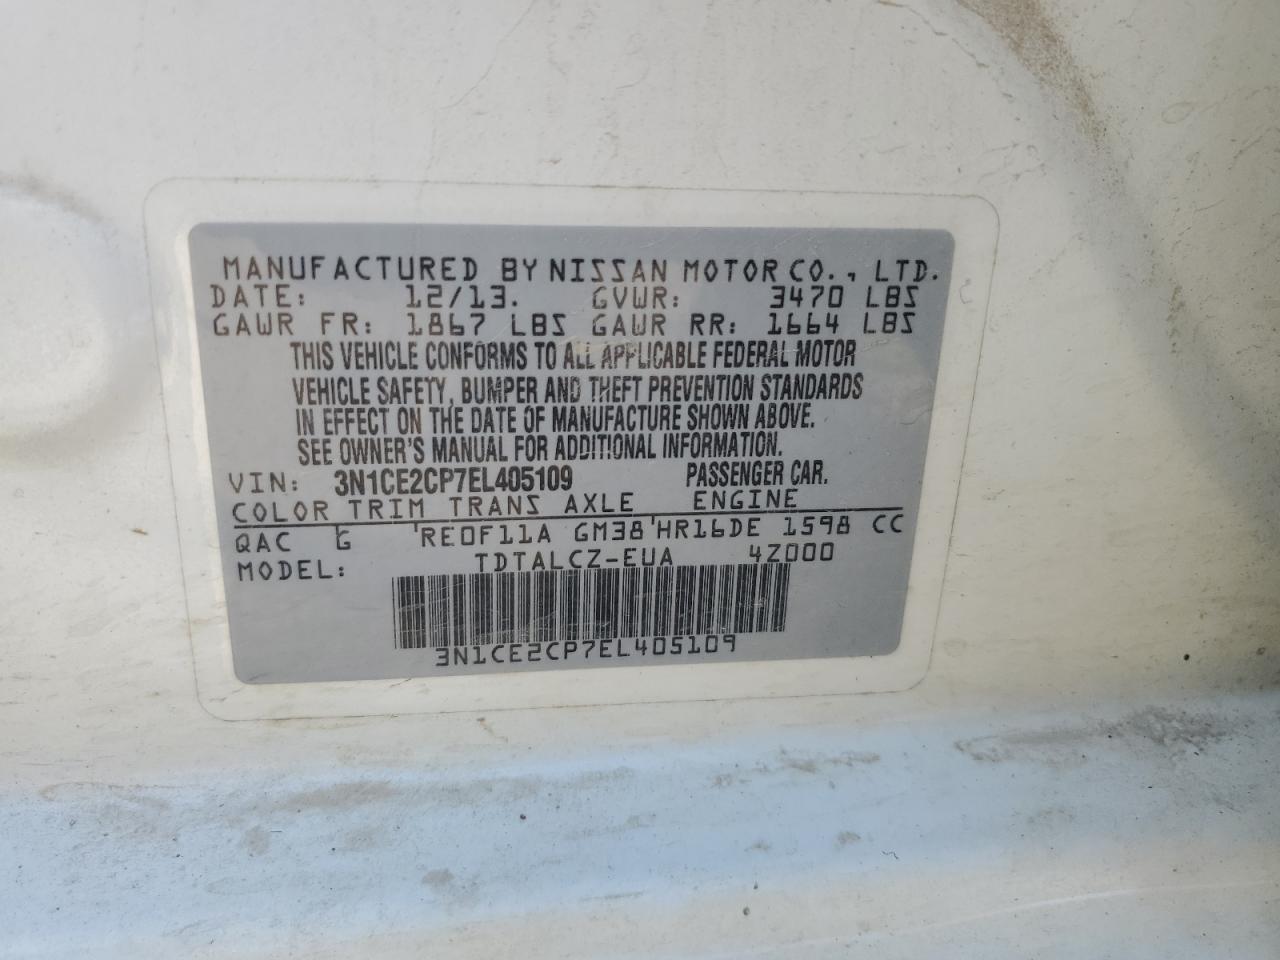 MANUFACTURED BY NISSAN MOTOR CO., LTD.
DATE: 12/13. GVWR: 3470 LBS
GAWR FR: 1867 LBS GAWR RR: 1664 LBS
THIS VEHICLE CONFORMS TO ALL APPLICABLE FEDERAL MOTOR
VEHICLE SAFETY, BUMPER AND THEFT PREVENTION STANDARDS
IN EFFECT ON THE DATE OF MANUFACTURE SHOWN ABOVE.
SEE OWNER'S MANUAL FOR ADDITIONAL INFORMATION.
VIN: 3N1CE2CP7EL405109 PASSENGER CAR.
COLOR TRIM TRANS AXLE ENGINE
QAC G RE0F11A GM38 HR16DE 1598 CC
MODEL: TDTALCZ-EUA 4Z000
3N1CE2CP7EL405109